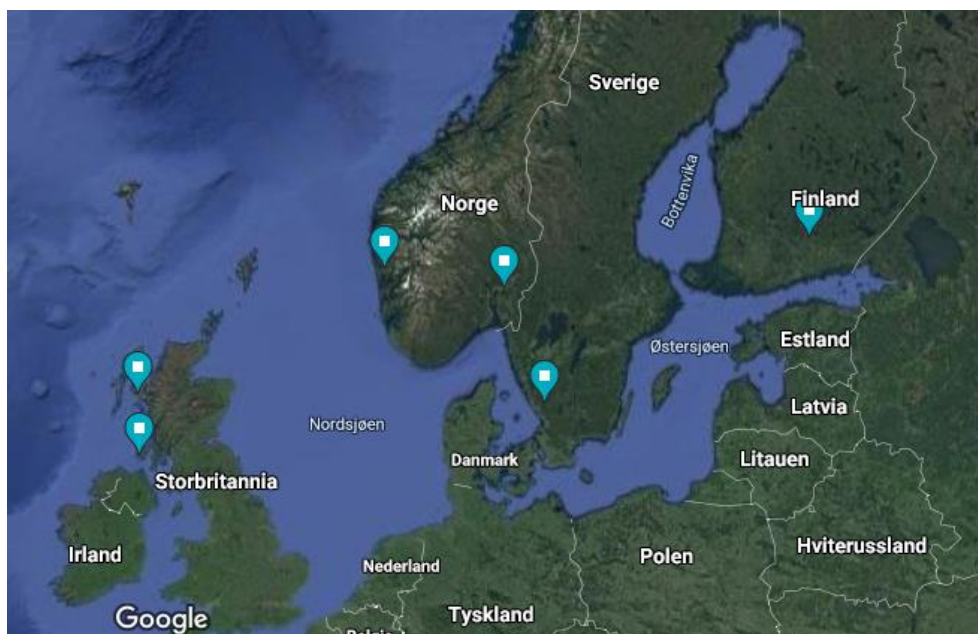 Sverige
Bottenvika
Norge
Finland
Estland
Østersjøen
Latvia
Nordsjøen
Danmark
Litauen
Storbritannia
Irland
Hviterussland
Nederland
Polen
Google
Tyskland